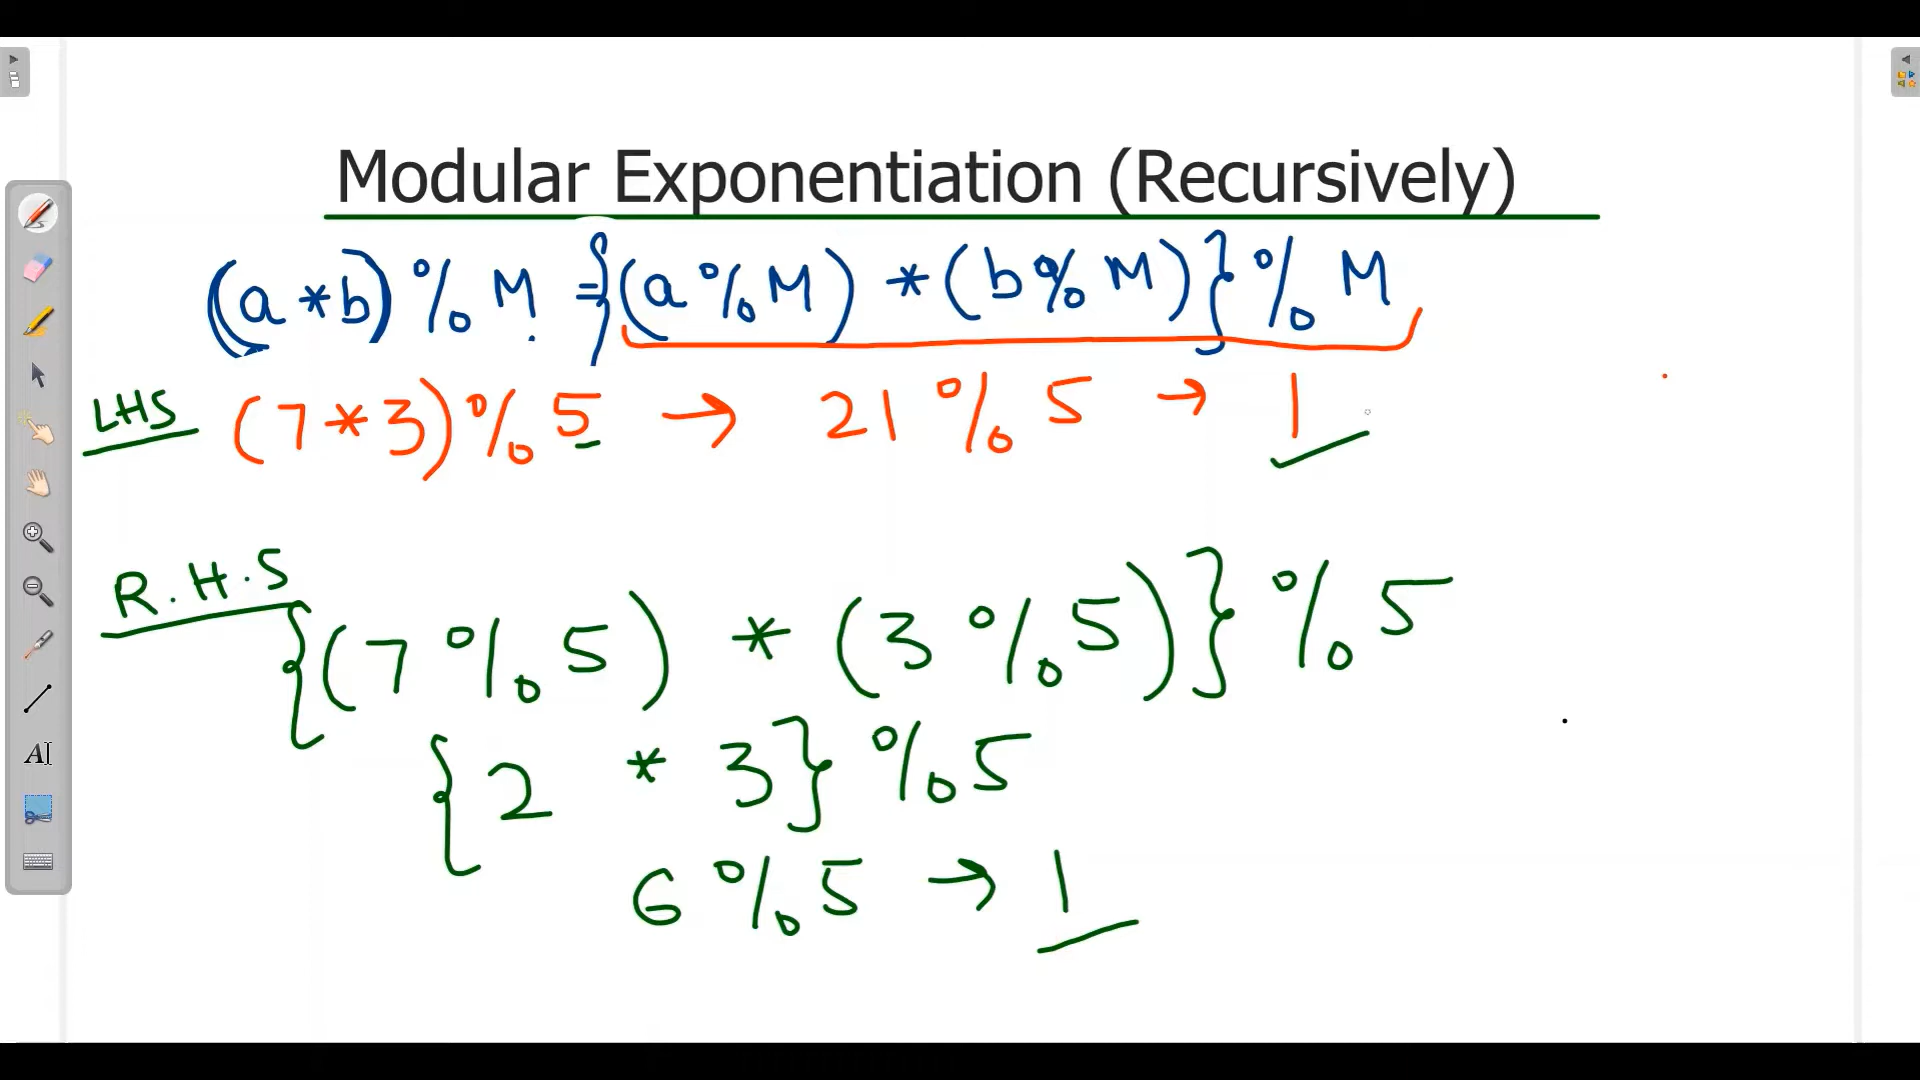 Modular Exponentiation (Recursively)
(a * b) % M = {(a % M) * (b % M)} % M
LHS (7 * 3) % 5 → 21 % 5 → 1
R.H.S
{(7 % 5) * (3 % 5)} % 5
{2 * 3} % 5
6 % 5 → 1
AI